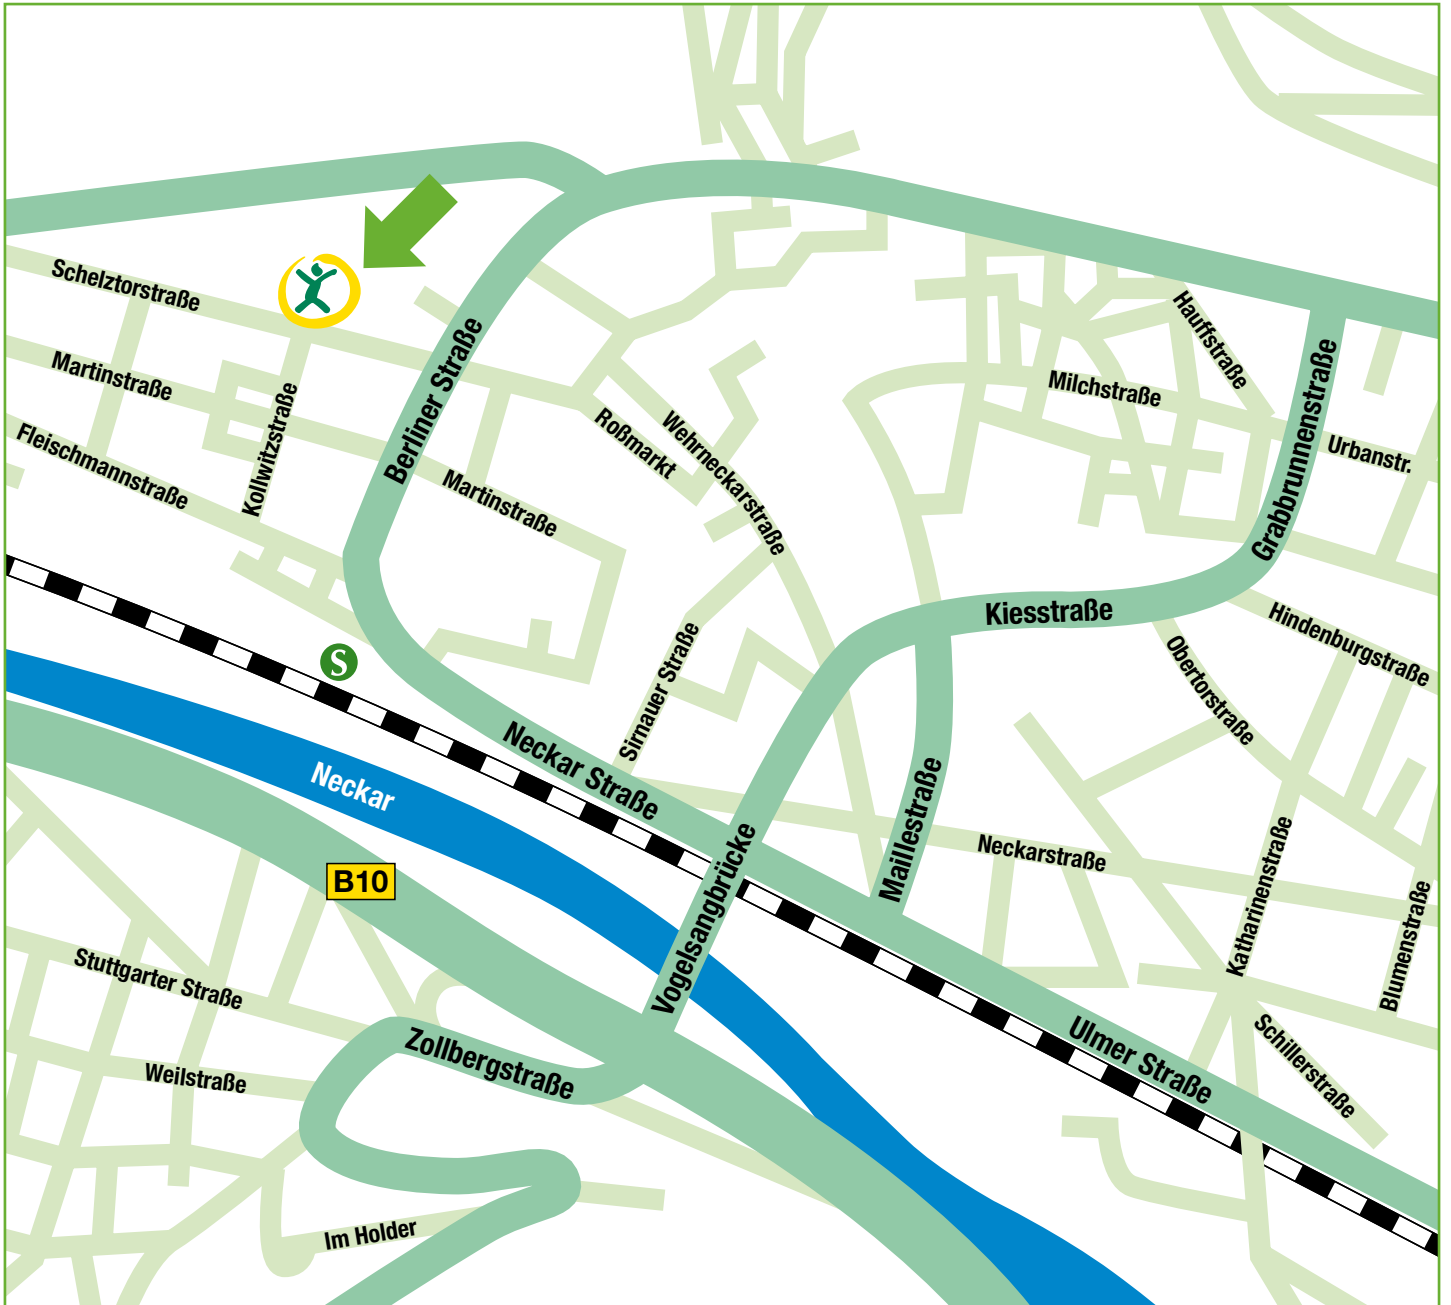 Schelztorstraße
Hauffstraße
Berliner Straße
Martinstraße
Milchstraße
Grabbrunnenstraße
Kollwitzstraße
Roßmarkt
Wehrneckarstraße
Urbanstr.
Fleischmannstraße
Martinstraße
Kiesstraße
Hindenburgstraße
S
Sirnauer Straße
Obertorstraße
Neckar Straße
Neckar
Maillestraße
Neckarstraße
Katharinenstraße
B10
Vogelsangbrücke
Blumenstraße
Stuttgarter Straße
Zollbergstraße
Ulmer Straße
Schillerstraße
Weilstraße
Im Holder